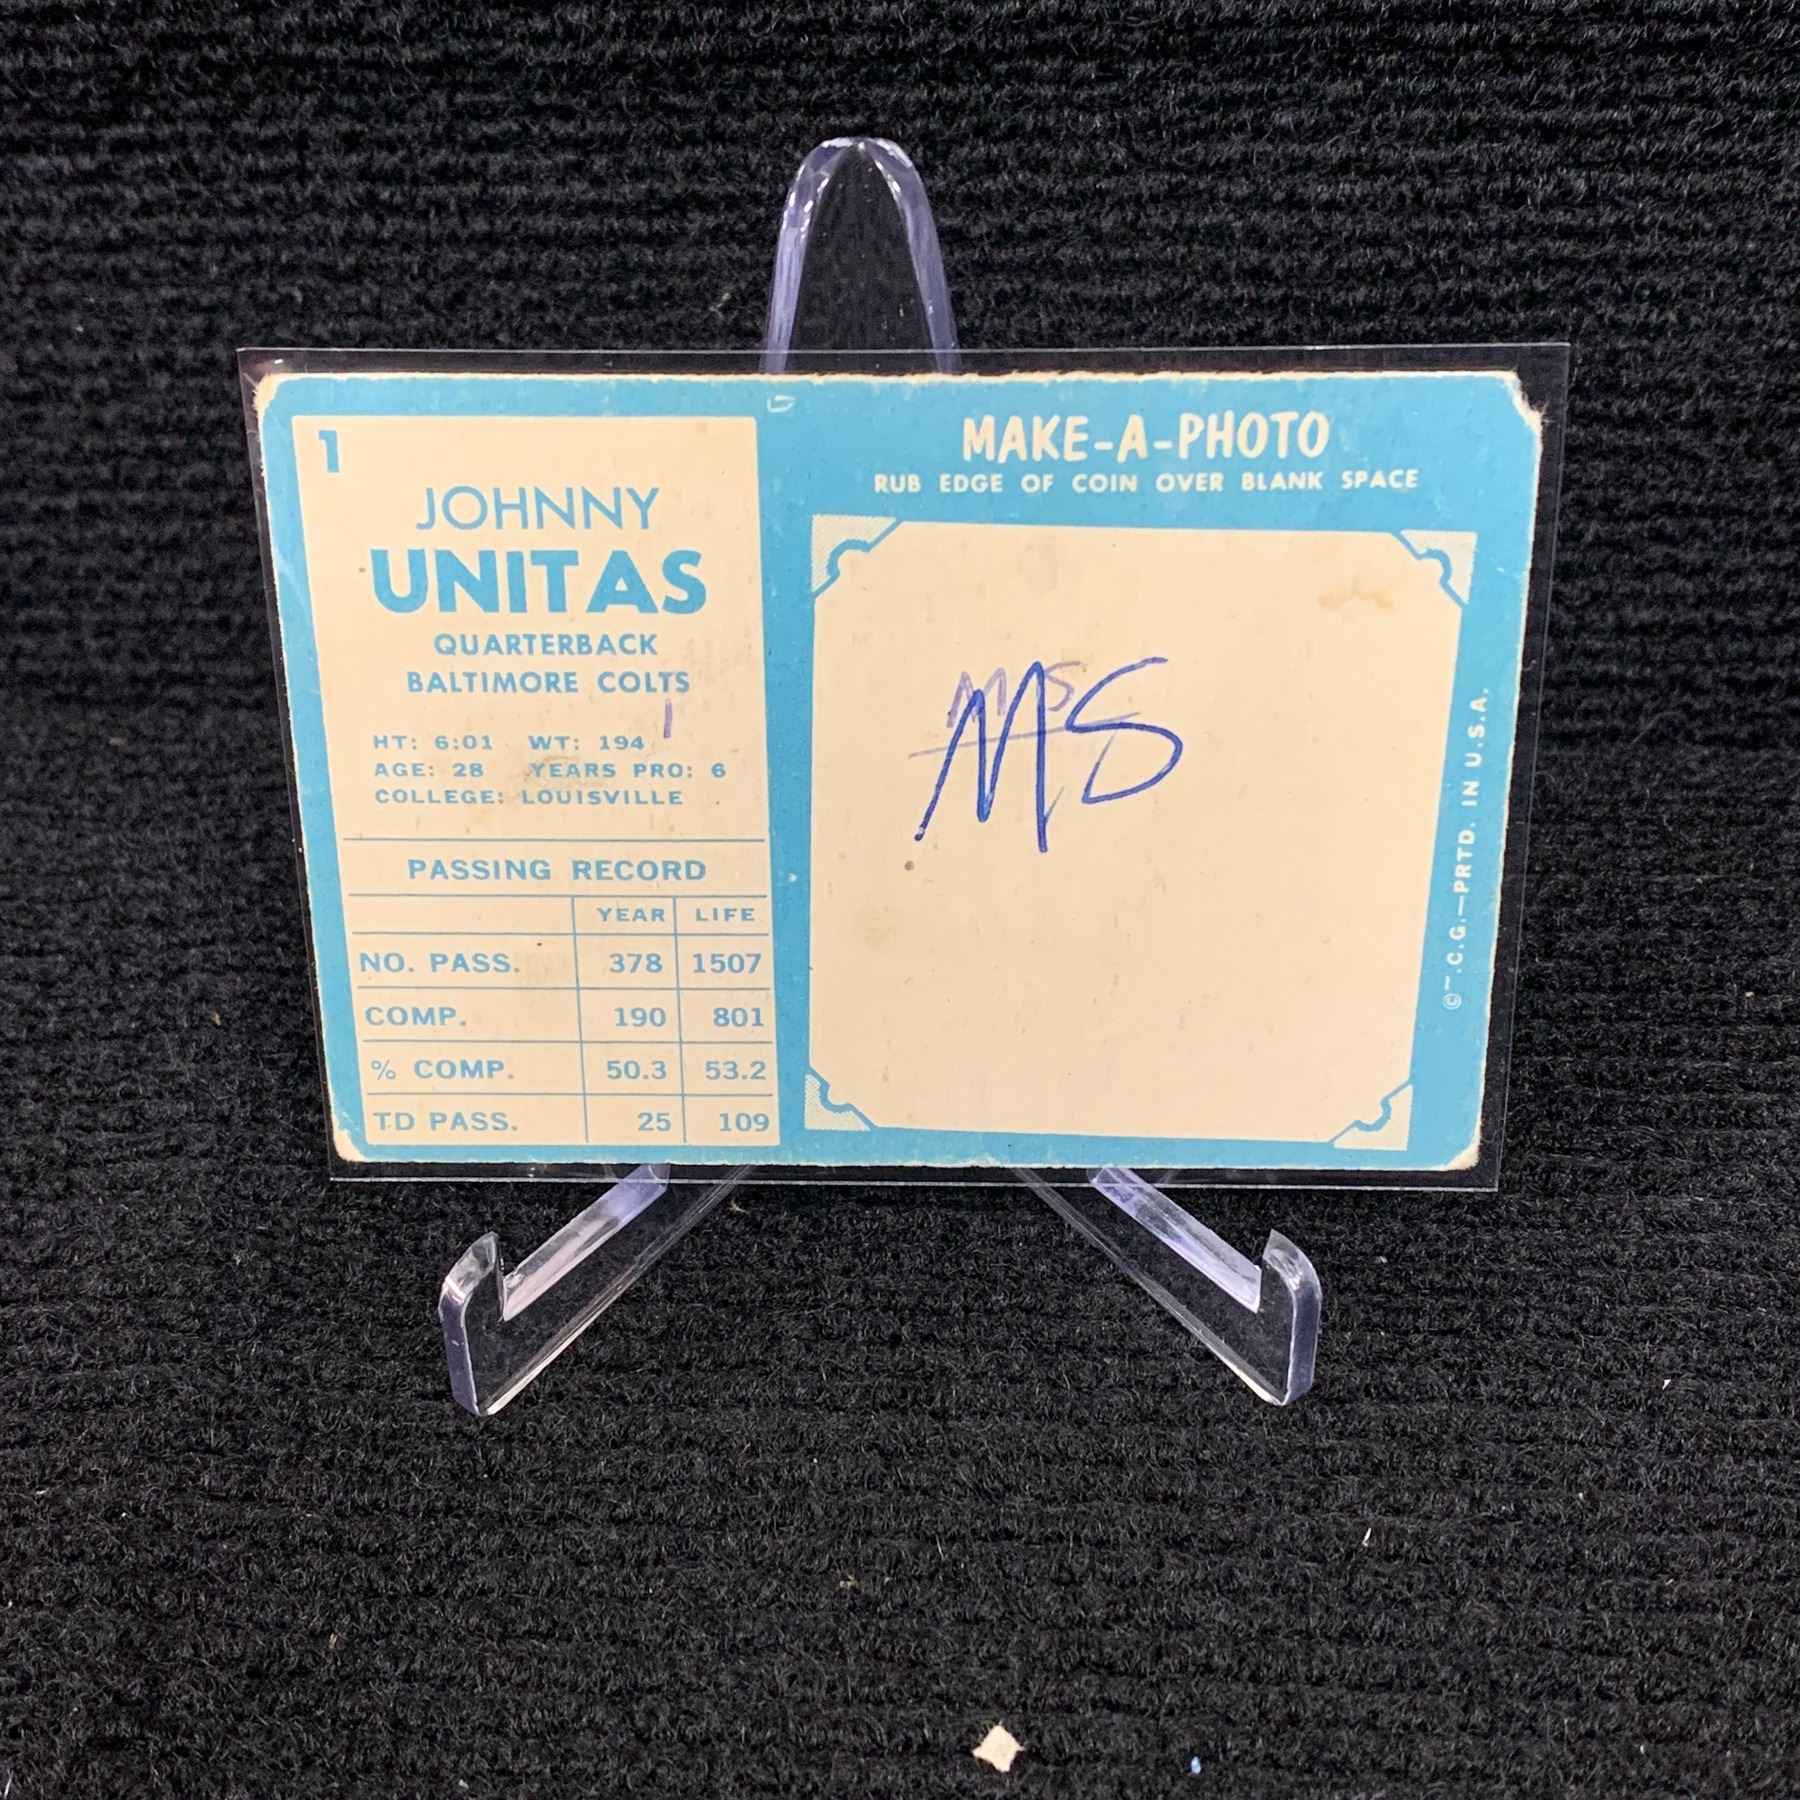 1
JOHNNY
UNITAS
QUARTERBACK
BALTIMORE COLTS
HT: 6:01 WT: 194
AGE: 28 YEARS PRO: 6
COLLEGE: LOUISVILLE
PASSING RECORD
YEAR LIFE
NO. PASS. 378 1507
COMP. 190 801
% COMP. 50.3 53.2
TD PASS. 25 109
MAKE-A-PHOTO
RUB EDGE OF COIN OVER BLANK SPACE
MS
MS
© T.C.G.—PRTD. IN U.S.A.